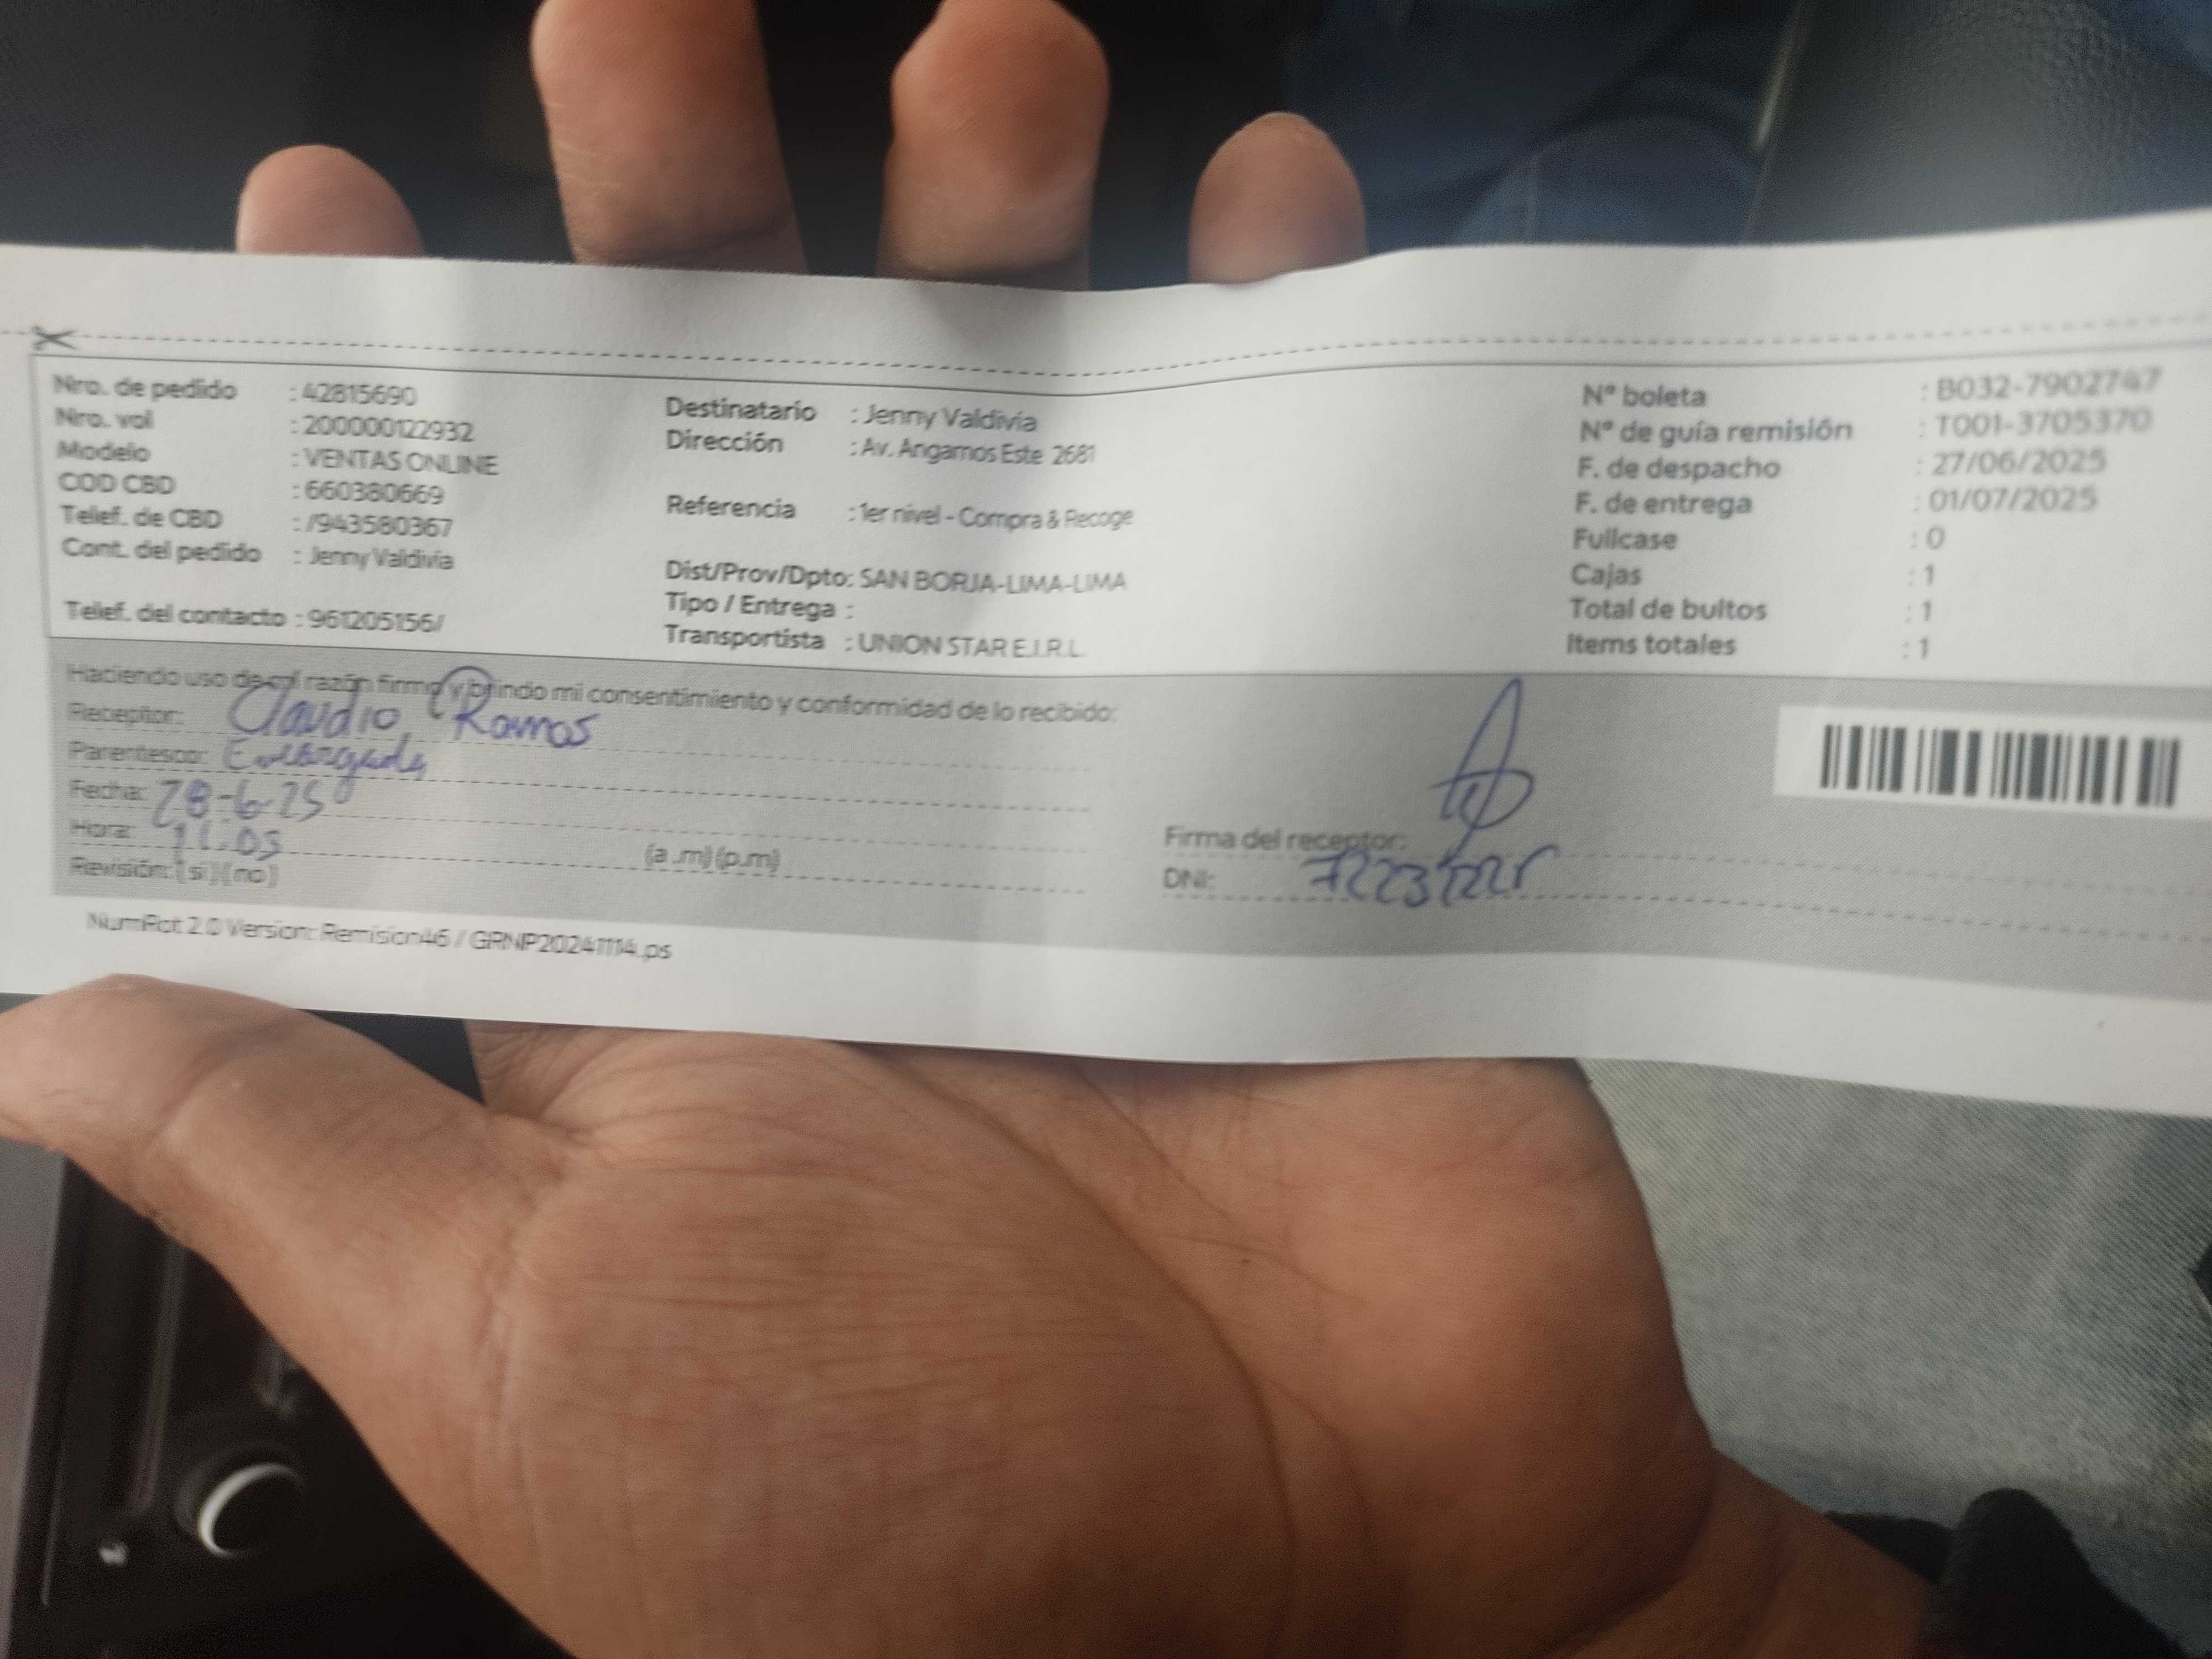 Nro. de pedido : 42815690
Nro. vol : 200000122932
Modelo : VENTAS ONLINE
COD CBD : 660380669
Telef. de CBD : /943580367
Cont. del pedido : Jenny Valdivia
Telef. del contacto : 961205156/
Destinatario : Jenny Valdivia
Dirección : Av. Angamos Este 2681
Referencia : 1er nivel - Compra & Recoge
Dist/Prov/Dpto: SAN BORJA-LIMA-LIMA
Tipo / Entrega :
Transportista : UNION STAR E.I.R.L.
N° boleta : B032-7902747
N° de guía remisión : T001-3705370
F. de despacho : 27/06/2025
F. de entrega : 01/07/2025
Fullcase : 0
Cajas : 1
Total de bultos : 1
Items totales : 1
Haciendo uso de mi razón firmo y brindo mi consentimiento y conformidad de lo recibido:
Receptor: Claudio Ramos
Parentesco:
Fecha: 28-6-25
Hora: (a .m) (p.m)
Revisión: (si) (no)
Firma del receptor:
DNI:
NumRot 2.0 Version: Remision46 / GRNP20241114.ps